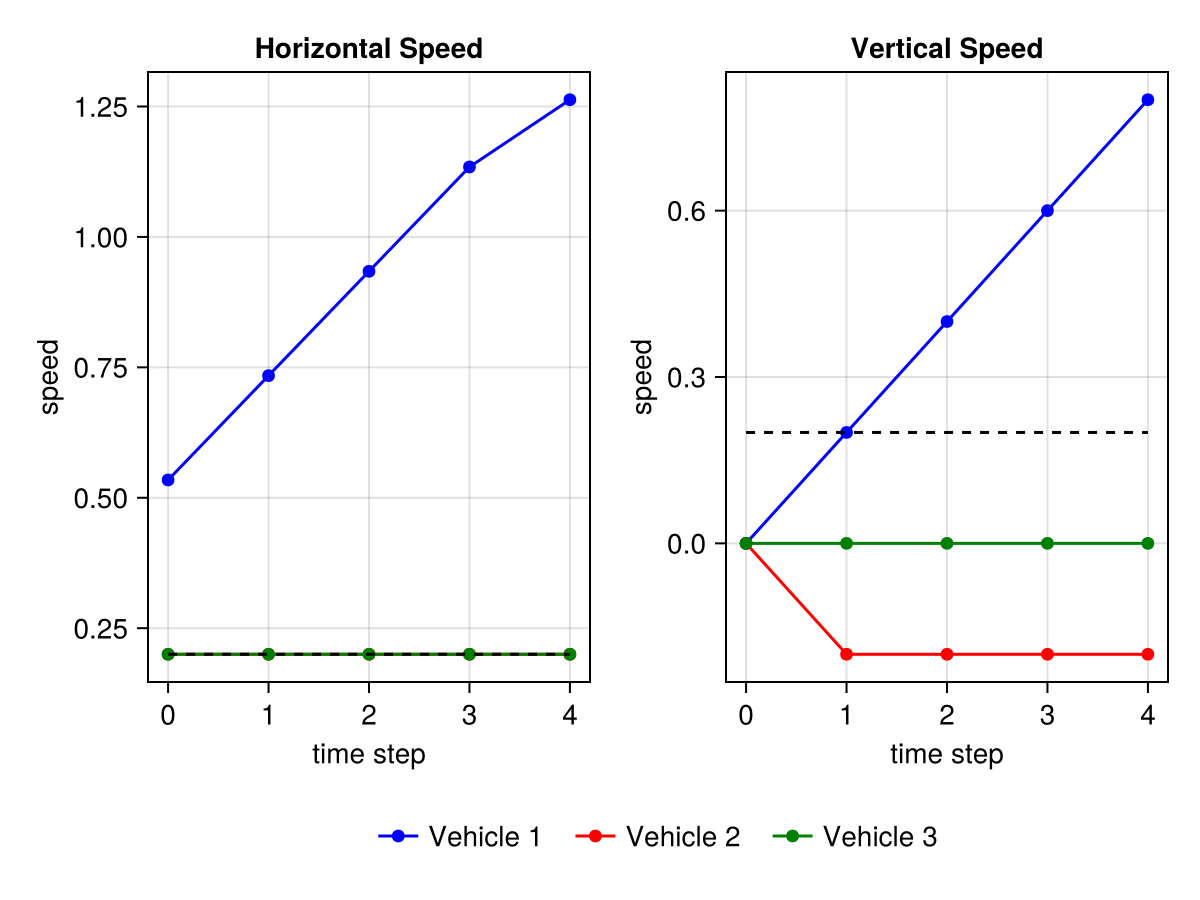 Horizontal Speed
1.25
1.00
0.75
0.50
0.25
speed
0 1 2 3 4
time step
Vertical Speed
0.6
0.3
0.0
speed
0 1 2 3 4
time step
Vehicle 1 Vehicle 2 Vehicle 3